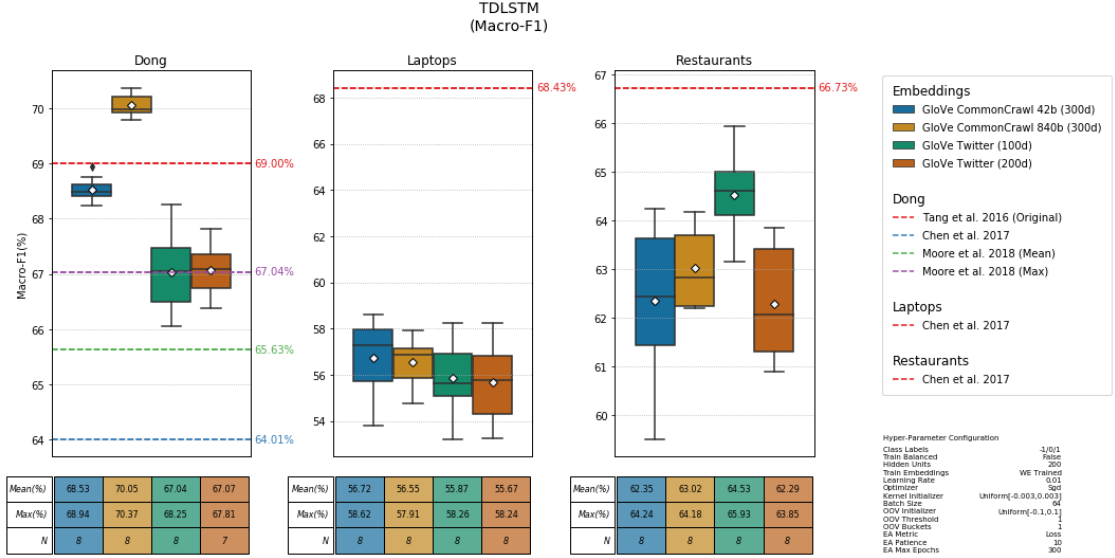 TDLSTM
(Macro-F1)
Dong
Laptops
Restaurants
Macro-F1(%)
70
69
68
67
66
65
64
69.00%
67.04%
65.63%
64.01%
68
66
64
62
60
58
56
54
68.43%
67
66
65
64
63
62
61
60
66.73%
Embeddings
GloVe CommonCrawl 42b (300d)
GloVe CommonCrawl 840b (300d)
GloVe Twitter (100d)
GloVe Twitter (200d)
Dong
Tang et al. 2016 (Original)
Chen et al. 2017
Moore et al. 2018 (Mean)
Moore et al. 2018 (Max)
Laptops
Chen et al. 2017
Restaurants
Chen et al. 2017
Mean(%) 68.53 70.05 67.04 67.07
Max(%) 68.94 70.37 68.25 67.81
N 8 8 8 7
Mean(%) 56.72 56.55 55.87 55.67
Max(%) 58.62 57.91 58.26 58.24
N 8 8 8 8
Mean(%) 62.35 63.02 64.53 62.29
Max(%) 64.24 64.18 65.93 63.85
N 8 8 8 8
Hyper-Parameter Configuration
Class Labels -1/0/1
Train Balanced False
Hidden Units 200
Train Embeddings WE Trained
Learning Rate 0.01
Optimizer Sgd
Kernel Initializer Uniform[-0.003,0.003]
Batch Size 64
OOV Initializer Uniform[-0.1,0.1]
OOV Threshold 1
OOV Buckets 1
EA Metric Loss
EA Patience 10
EA Max Epochs 300